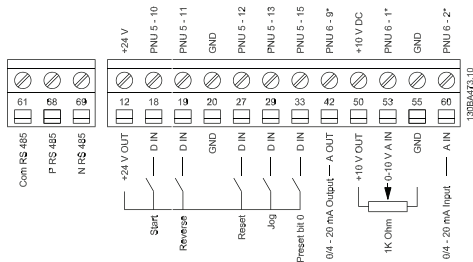 +24 V
PNU 5 - 10
PNU 5 - 11
GND
PNU 5 - 12
PNU 5 - 13
PNU 5 - 15
PNU 6 - 9*
+10 V DC
PNU 6 - 1*
GND
PNU 6 - 2*
61 68 69
12 18 19 20 27 29 33 42 50 53 55 60
130BA473.10
Com RS 485
P RS 485
N RS 485
+24 V OUT
D IN
D IN
GND
D IN
D IN
D IN
A OUT
+10 V OUT
0-10 V A IN
GND
A IN
Start
Reverse
Reset
Jog
Preset bit 0
0/4 - 20 mA Output
1K Ohm
0/4 - 20 mA Input